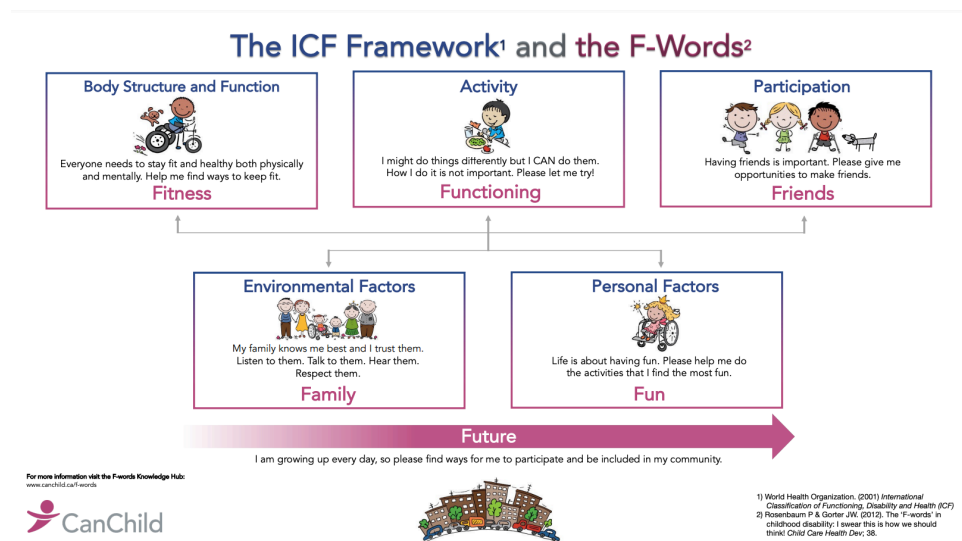 The ICF Framework¹ and the F-Words²
Body Structure and Function
Everyone needs to stay fit and healthy both physically
and mentally. Help me find ways to keep fit.
Fitness
Activity
I might do things differently but I CAN do them.
How I do it is not important. Please let me try!
Functioning
Participation
Having friends is important. Please give me
opportunities to make friends.
Friends
Environmental Factors
My family knows me best and I trust them.
Listen to them. Talk to them. Hear them.
Respect them.
Family
Personal Factors
Life is about having fun. Please help me do
the activities that I find the most fun.
Fun
Future
I am growing up every day, so please find ways for me to participate and be included in my community.
For more information visit the F-words Knowledge Hub:
www.canchild.ca/f-words
CanChild
1) World Health Organization. (2001) International
Classification of Functioning, Disability and Health (ICF)
2) Rosenbaum P & Gorter JW. (2012). The ‘F-words’ in
childhood disability: I swear this is how we should
think! Child Care Health Dev; 38.